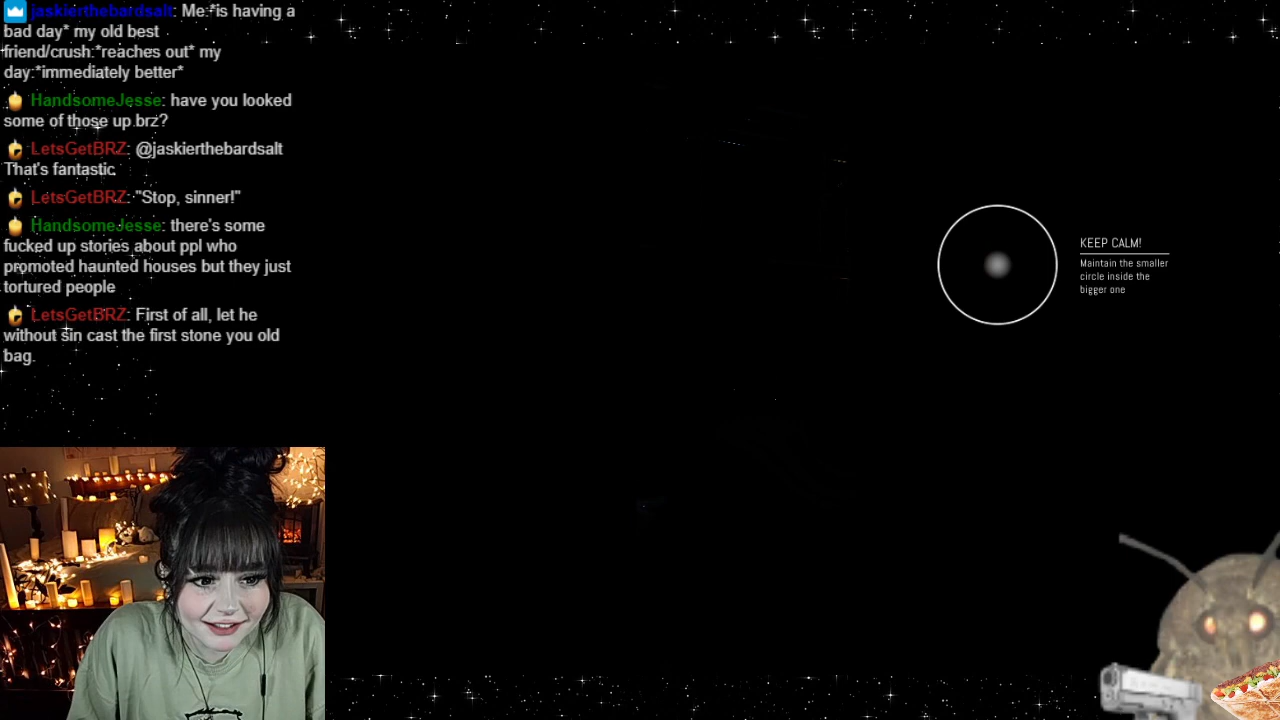 jaskierthebardsalt: Me:*is having a
bad day* my old best
friend/crush:*reaches out* my
day:*immediately better*
HandsomeJesse: have you looked
some of those up brz?
LetsGetBRZ: @jaskierthebardsalt
That's fantastic.
LetsGetBRZ: "Stop, sinner!"
HandsomeJesse: there's some
fucked up stories about ppl who
promoted haunted houses but they just
tortured people
LetsGetBRZ: First of all, let he
without sin cast the first stone you old
bag.
KEEP CALM!
Maintain the smaller
circle inside the
bigger one